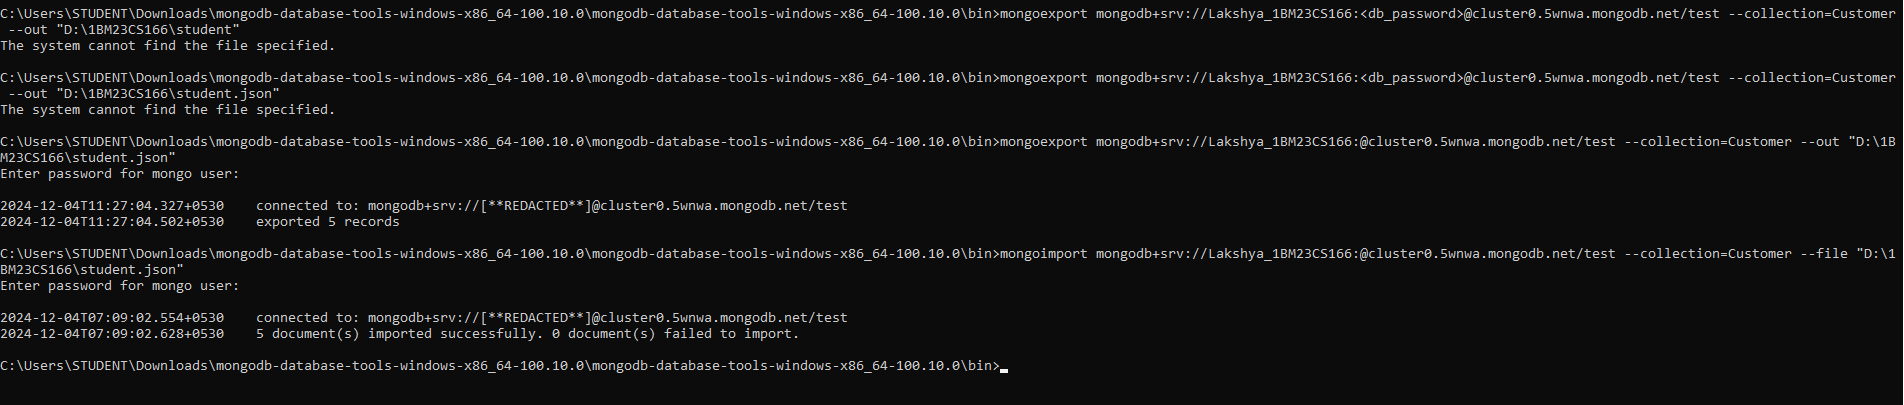 C:\Users\STUDENT\Downloads\mongodb-database-tools-windows-x86_64-100.10.0\mongodb-database-tools-windows-x86_64-100.10.0\bin>mongoexport mongodb+srv://Lakshya_1BM23CS166:<db_password>@cluster0.5wnwa.mongodb.net/test --collection=Customer
 --out "D:\1BM23CS166\student"
The system cannot find the file specified.
C:\Users\STUDENT\Downloads\mongodb-database-tools-windows-x86_64-100.10.0\mongodb-database-tools-windows-x86_64-100.10.0\bin>mongoexport mongodb+srv://Lakshya_1BM23CS166:<db_password>@cluster0.5wnwa.mongodb.net/test --collection=Customer
 --out "D:\1BM23CS166\student.json"
The system cannot find the file specified.
C:\Users\STUDENT\Downloads\mongodb-database-tools-windows-x86_64-100.10.0\mongodb-database-tools-windows-x86_64-100.10.0\bin>mongoexport mongodb+srv://Lakshya_1BM23CS166:@cluster0.5wnwa.mongodb.net/test --collection=Customer --out "D:\1B
M23CS166\student.json"
Enter password for mongo user:
2024-12-04T11:27:04.327+0530    connected to: mongodb+srv://[**REDACTED**]@cluster0.5wnwa.mongodb.net/test
2024-12-04T11:27:04.502+0530    exported 5 records
C:\Users\STUDENT\Downloads\mongodb-database-tools-windows-x86_64-100.10.0\mongodb-database-tools-windows-x86_64-100.10.0\bin>mongoimport mongodb+srv://Lakshya_1BM23CS166:@cluster0.5wnwa.mongodb.net/test --collection=Customer --file "D:\1
BM23CS166\student.json"
Enter password for mongo user:
2024-12-04T07:09:02.554+0530    connected to: mongodb+srv://[**REDACTED**]@cluster0.5wnwa.mongodb.net/test
2024-12-04T07:09:02.628+0530    5 document(s) imported successfully. 0 document(s) failed to import.
C:\Users\STUDENT\Downloads\mongodb-database-tools-windows-x86_64-100.10.0\mongodb-database-tools-windows-x86_64-100.10.0\bin>